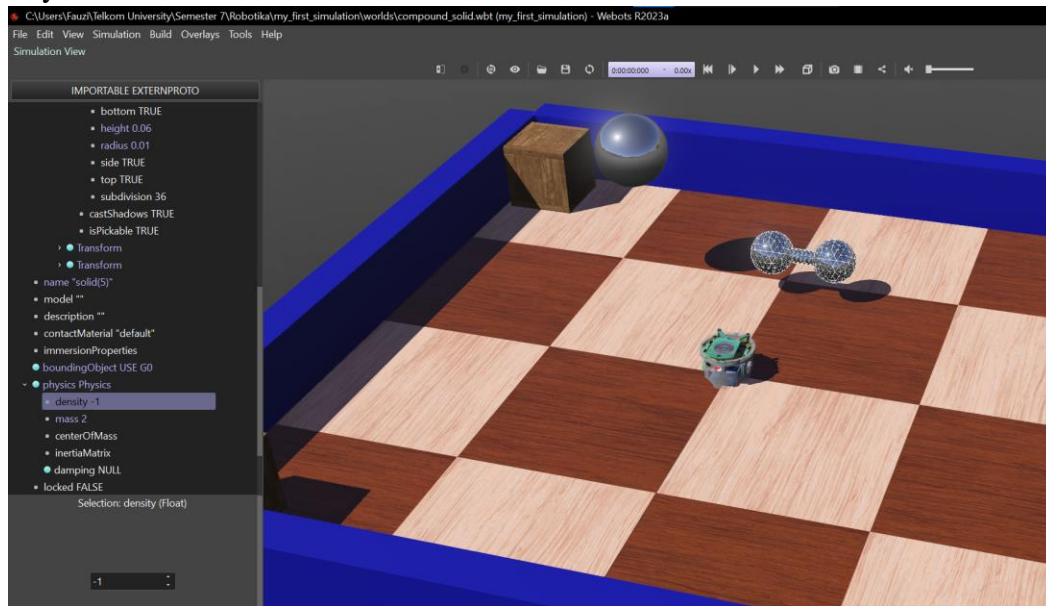 C:\Users\Fauzi\Telkom University\Semester 7\Robotika\my_first_simulation\worlds\compound_solid.wbt (my_first_simulation) - Webots R2023a
File Edit View Simulation Build Overlays Tools Help
Simulation View
0:00:00:000 - 0.00x
IMPORTABLE EXTERNPROTO
bottom TRUE
height 0.06
radius 0.01
side TRUE
top TRUE
subdivision 36
castShadows TRUE
isPickable TRUE
Transform
Transform
name "solid(5)"
model ""
description ""
contactMaterial "default"
immersionProperties
boundingObject USE G0
physics Physics
density -1
mass 2
centerOfMass
inertiaMatrix
damping NULL
locked FALSE
Selection: density (Float)
-1